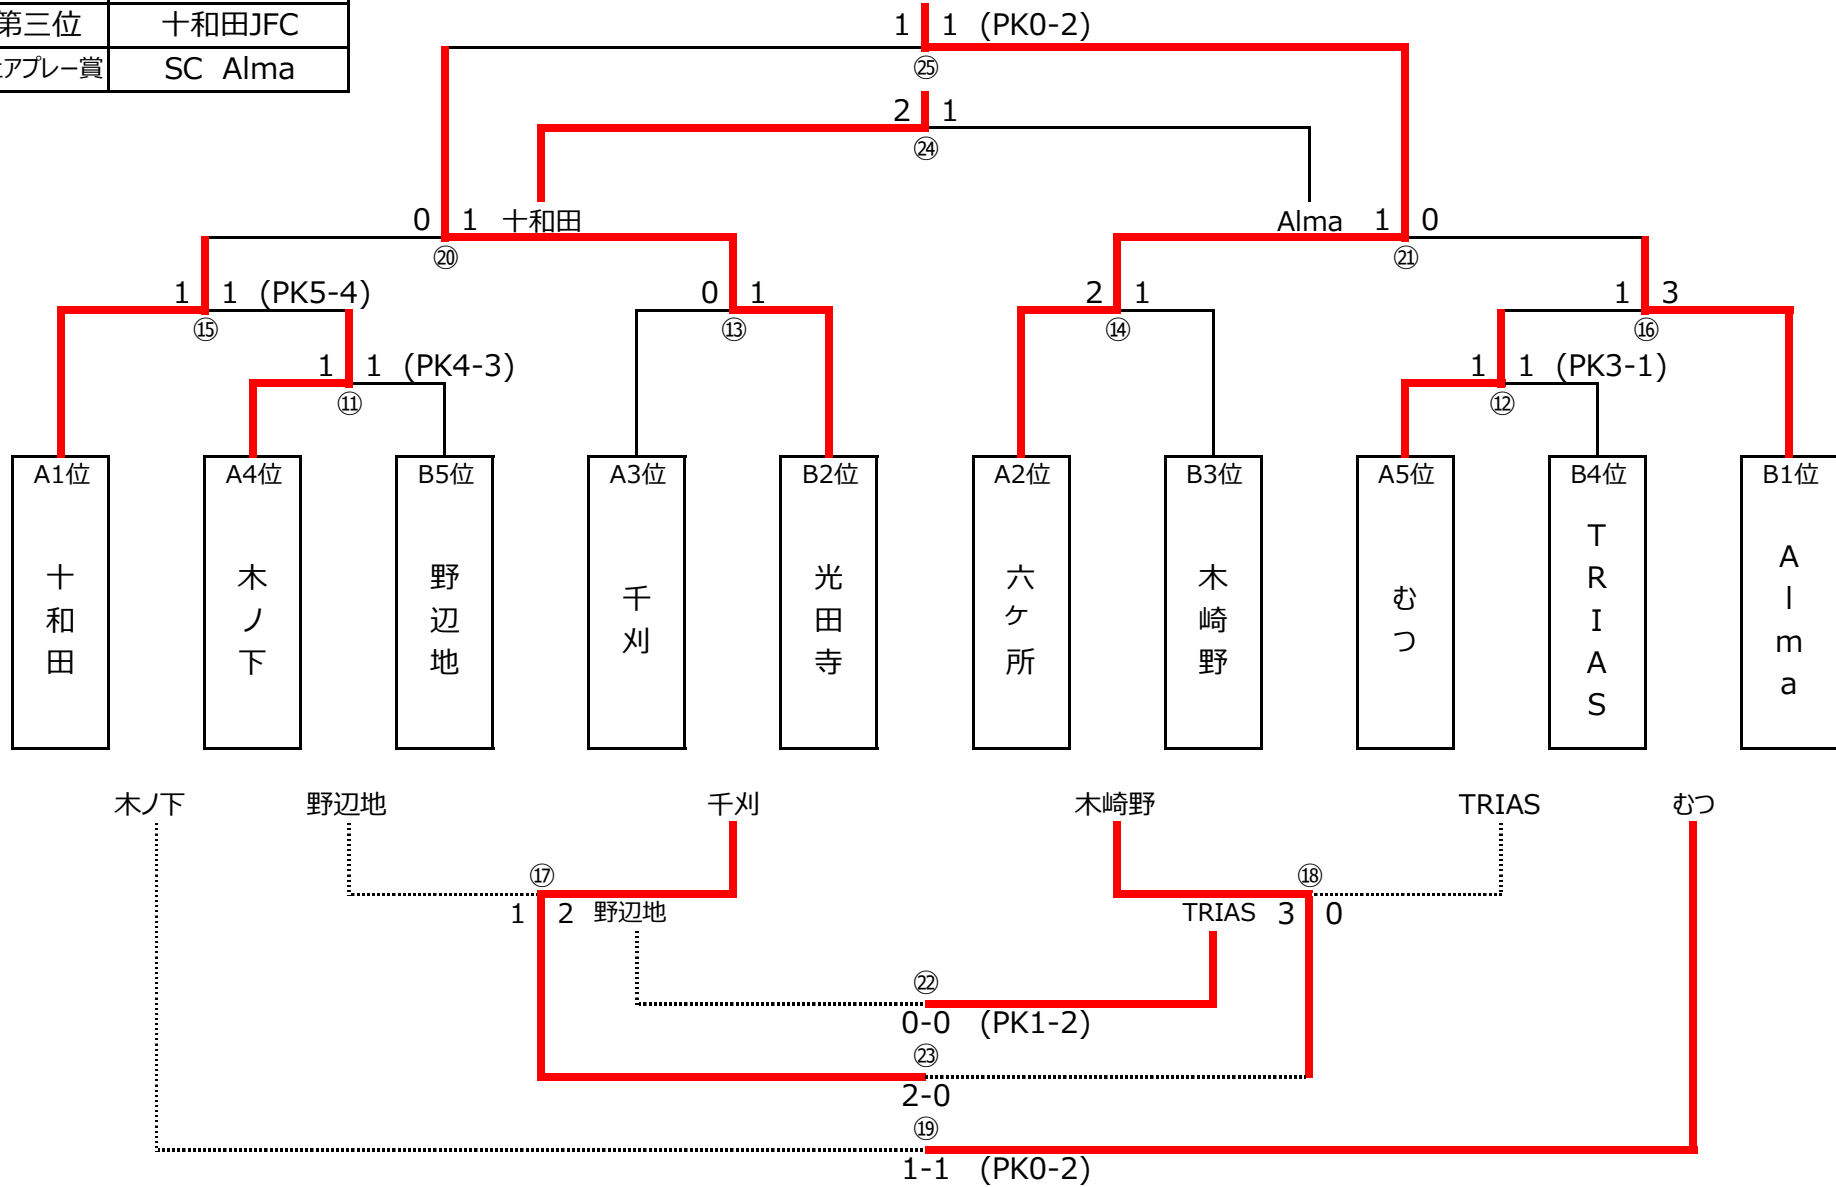 第三位 十和田JFC
ェアプレー賞 SC Alma
1 1 (PK0-2)
㉕
2 1
㉔
0 1 十和田
⑳
Alma 1 0
㉑
1 1 (PK5-4)
⑮
0 1
⑬
2 1
⑭
1 3
⑯
1 1 (PK4-3)
⑪
1 1 (PK3-1)
⑫
A1位
十和田
A4位
木ノ下
B5位
野辺地
A3位
千刈
B2位
光田寺
A2位
六ケ所
B3位
木崎野
A5位
むつ
B4位
TRIAS
B1位
Alma
木ノ下 野辺地 千刈 木崎野 TRIAS むつ
⑰ ⑱
1 2 野辺地 TRIAS 3 0
㉒
0-0 (PK1-2)
㉓
2-0
⑲
1-1 (PK0-2)